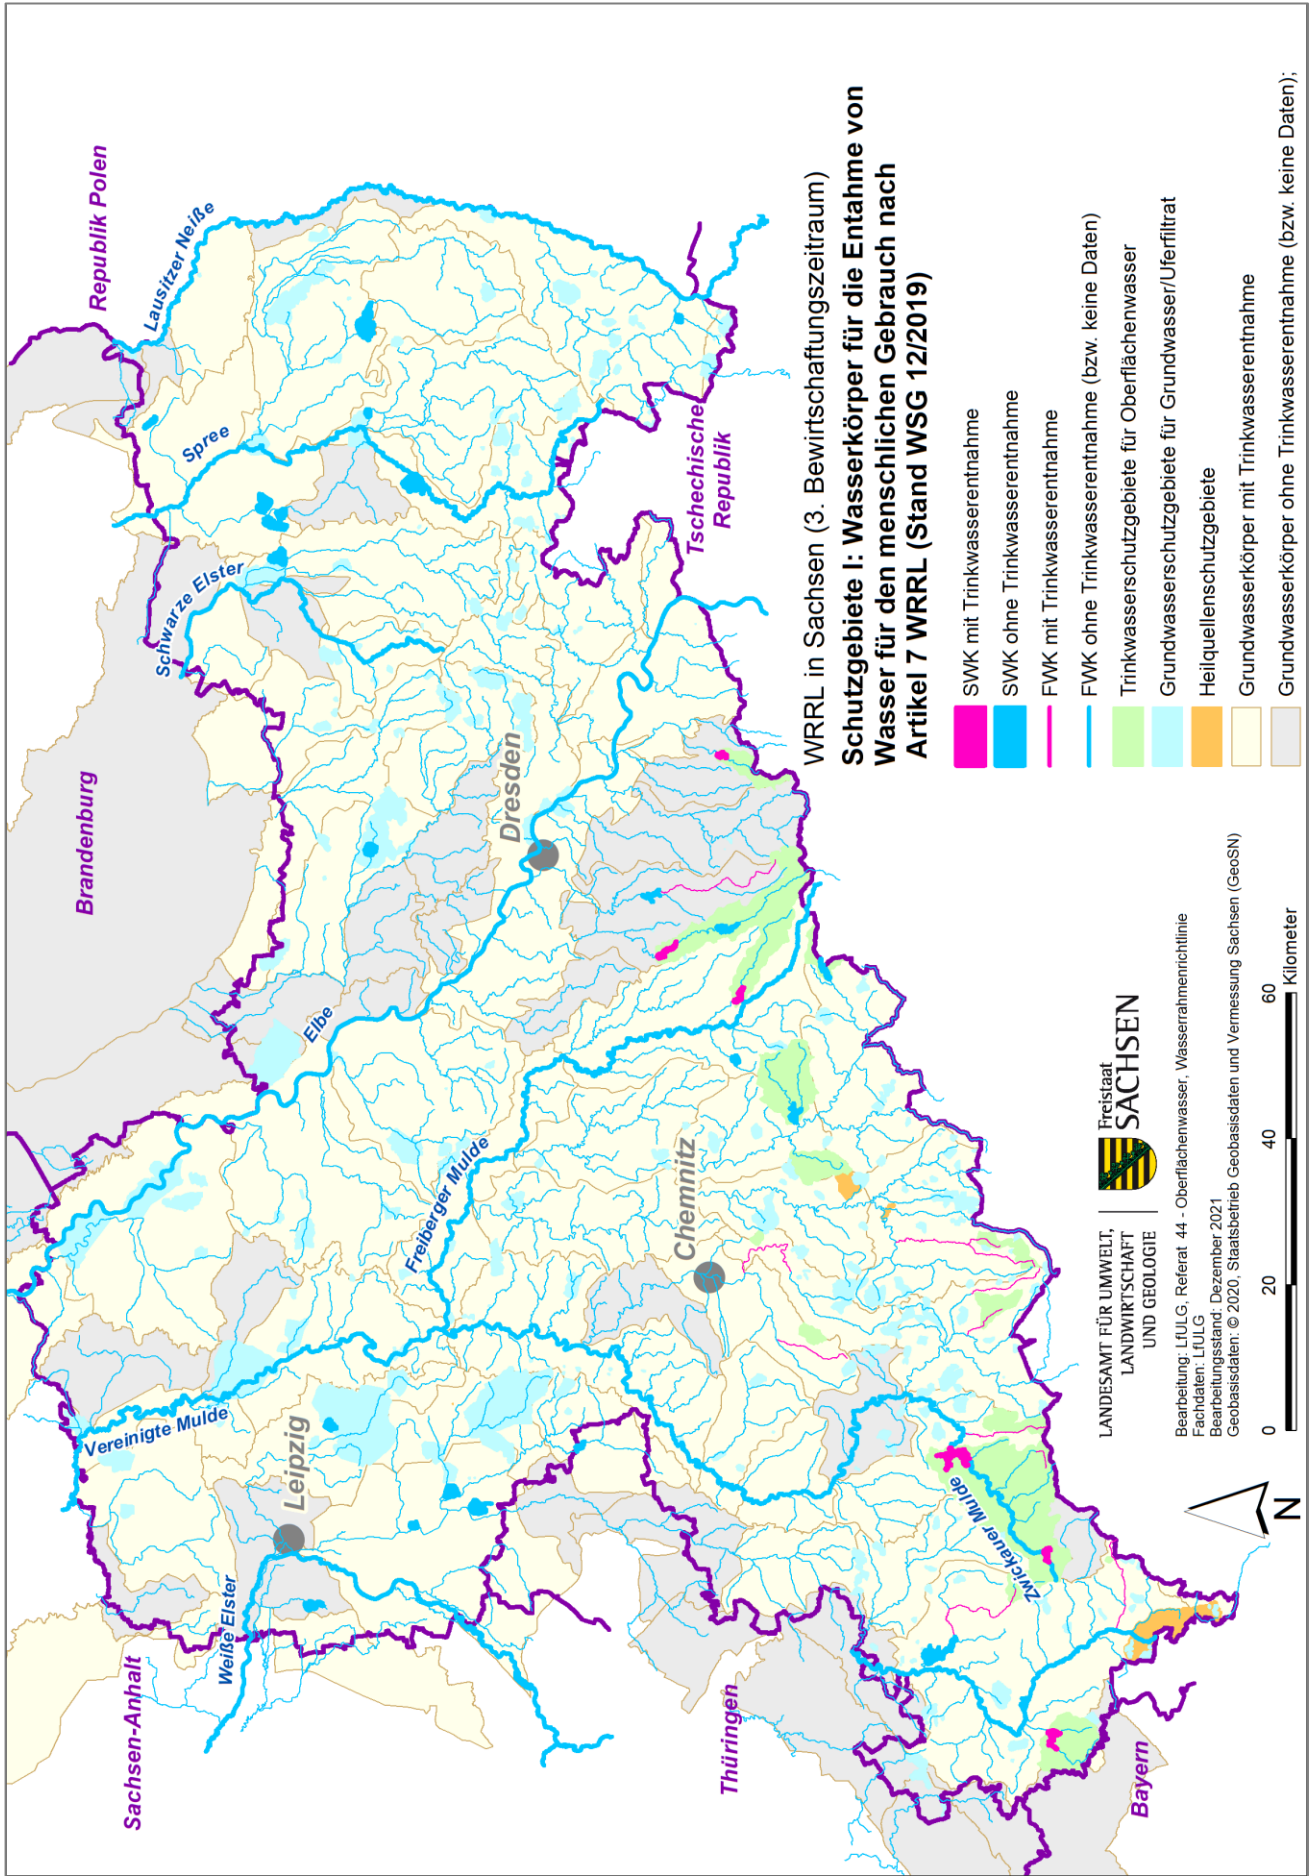 Republik Polen
Lausitzer Neiße
Spree
Schwarze Elster
Brandenburg
Elbe
Dresden
Tschechische
Republik
Freiberger Mulde
Chemnitz
Vereinigte Mulde
Leipzig
Weiße Elster
Zwickauer Mulde
Sachsen-Anhalt
Thüringen
Bayern
WRRL in Sachsen (3. Bewirtschaftungszeitraum)
Schutzgebiete I: Wasserkörper für die Entahme von
Wasser für den menschlichen Gebrauch nach
Artikel 7 WRRL (Stand WSG 12/2019)
SWK mit Trinkwasserentnahme
SWK ohne Trinkwasserentnahme
FWK mit Trinkwasserentnahme
FWK ohne Trinkwasserentnahme (bzw. keine Daten)
Trinkwasserschutzgebiete für Oberflächenwasser
Grundwasserschutzgebiete für Grundwasser/Uferfiltrat
Heilquellenschutzgebiete
Grundwasserkörper mit Trinkwasserentnahme
Grundwasserkörper ohne Trinkwasserentnahme (bzw. keine Daten);
LANDESAMT FÜR UMWELT,
LANDWIRTSCHAFT
UND GEOLOGIE
Freistaat
SACHSEN
Bearbeitung: LfULG, Referat 44 - Oberflächenwasser, Wasserrahmenrichtlinie
Fachdaten: LfULG
Bearbeitungsstand: Dezember 2021
Geobasisdaten: © 2020, Staatsbetrieb Geobasisdaten und Vermessung Sachsen (GeoSN)
0 20 40 60
Kilometer
N